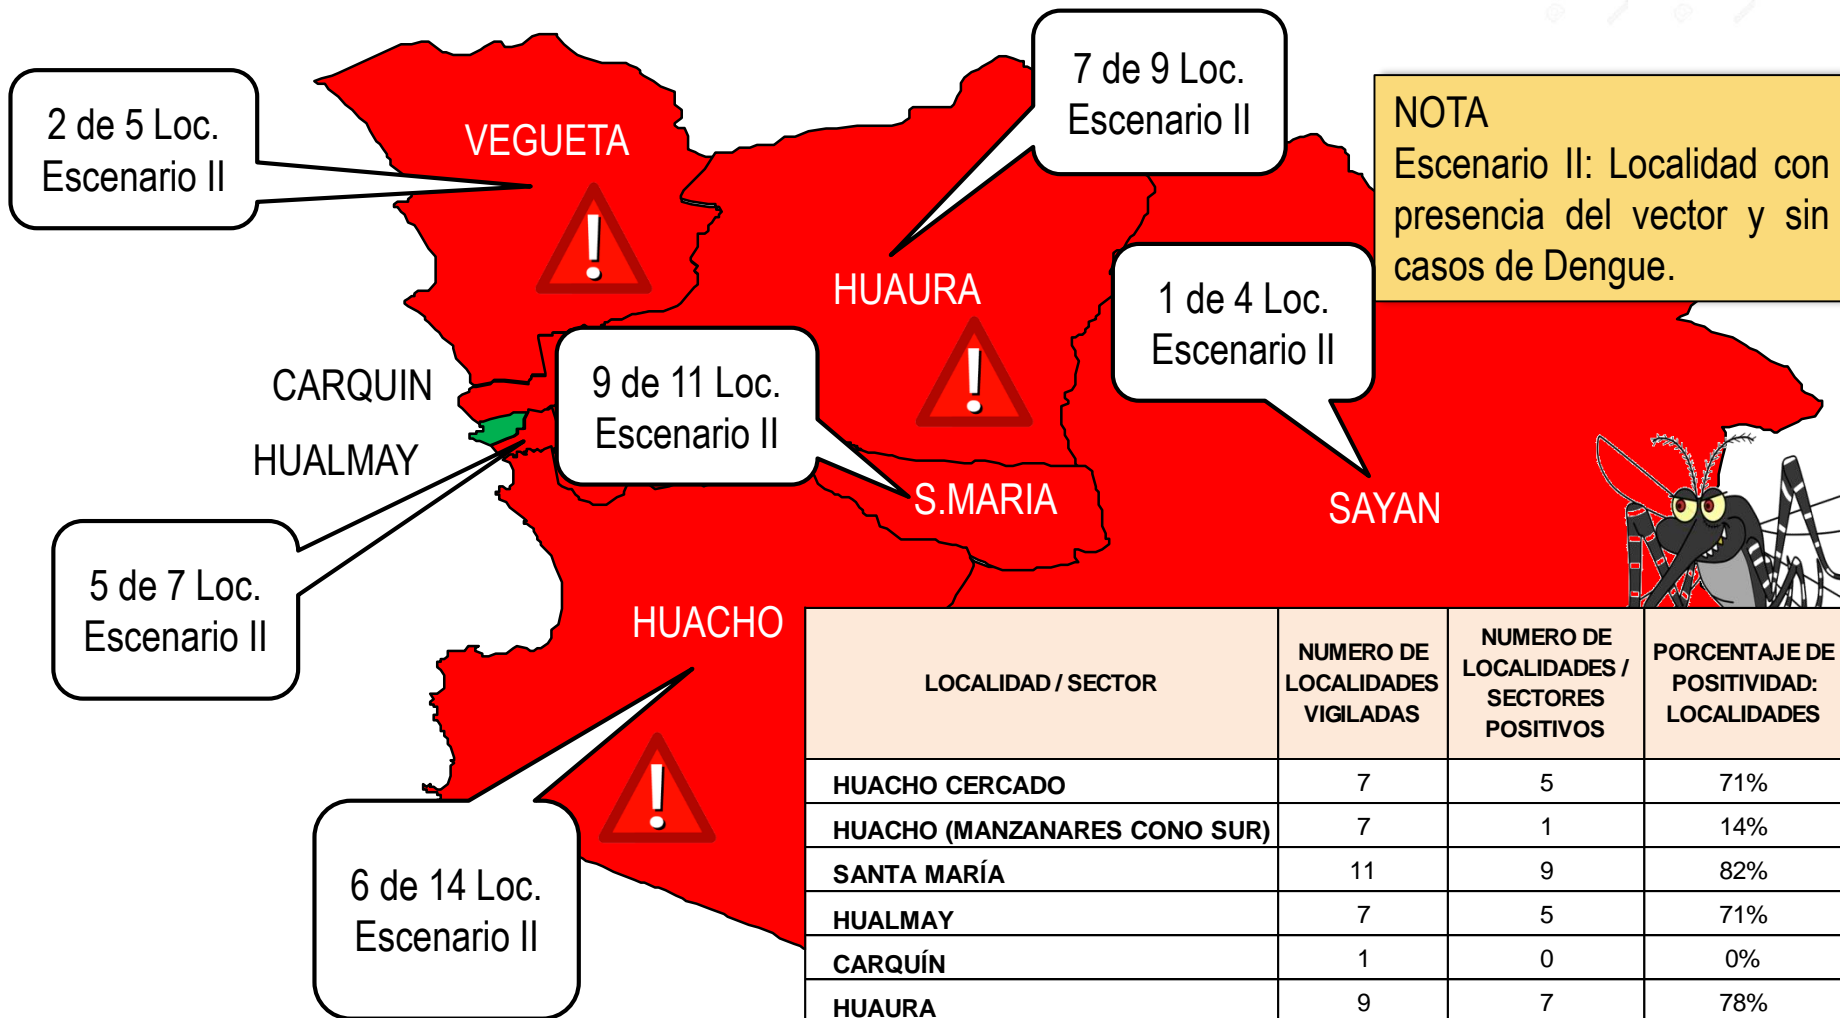 2 de 5 Loc.
Escenario II
VEGUETA
7 de 9 Loc.
Escenario II
NOTA
Escenario II: Localidad con
presencia del vector y sin
casos de Dengue.
HUAURA
1 de 4 Loc.
Escenario II
CARQUIN
9 de 11 Loc.
Escenario II
HUALMAY
S.MARIA
SAYAN
5 de 7 Loc.
Escenario II
HUACHO
6 de 14 Loc.
Escenario II
LOCALIDAD / SECTOR
NUMERO DE
LOCALIDADES
VIGILADAS
NUMERO DE
LOCALIDADES /
SECTORES
POSITIVOS
PORCENTAJE DE
POSITIVIDAD:
LOCALIDADES
HUACHO CERCADO 7 5 71%
HUACHO (MANZANARES CONO SUR) 7 1 14%
SANTA MARÍA 11 9 82%
HUALMAY 7 5 71%
CARQUÍN 1 0 0%
HUAURA 9 7 78%